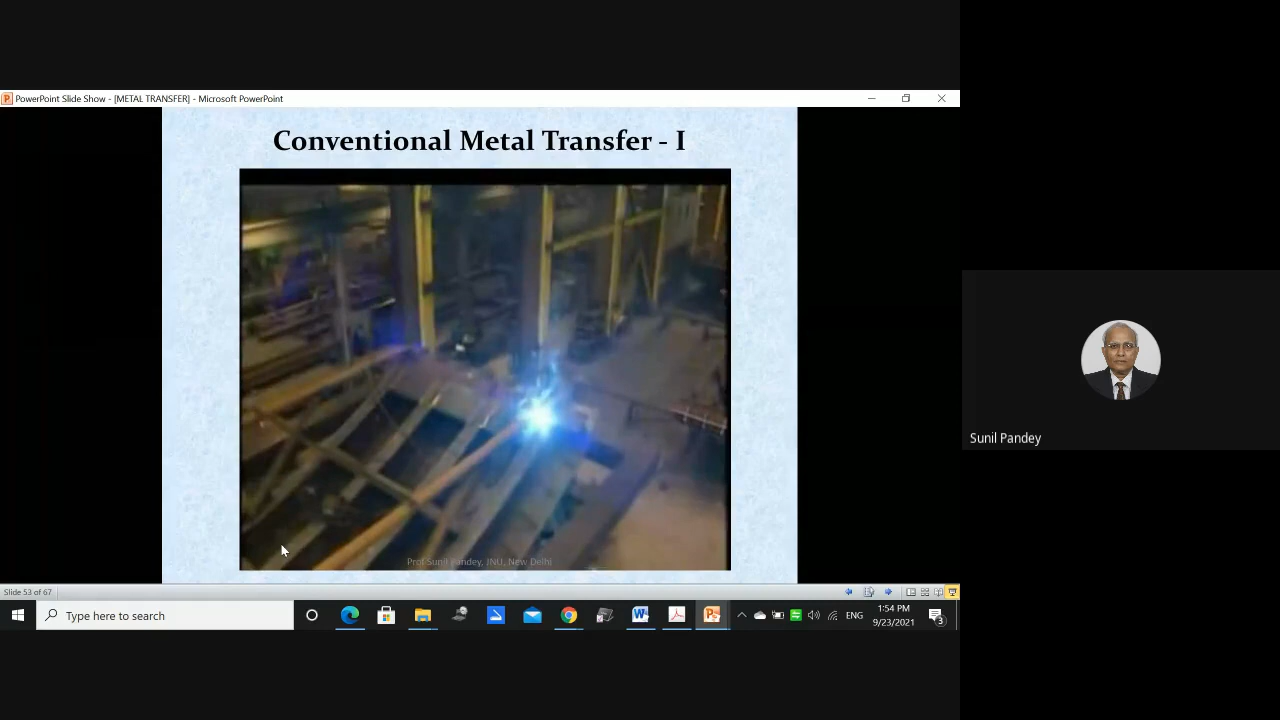 PowerPoint Slide Show - [METAL TRANSFER] - Microsoft PowerPoint
Conventional Metal Transfer - I
Prof Sunil Pandey, JNU, New Delhi
Sunil Pandey
Slide 53 of 67
Type here to search
ENG
1:54 PM
9/23/2021
3